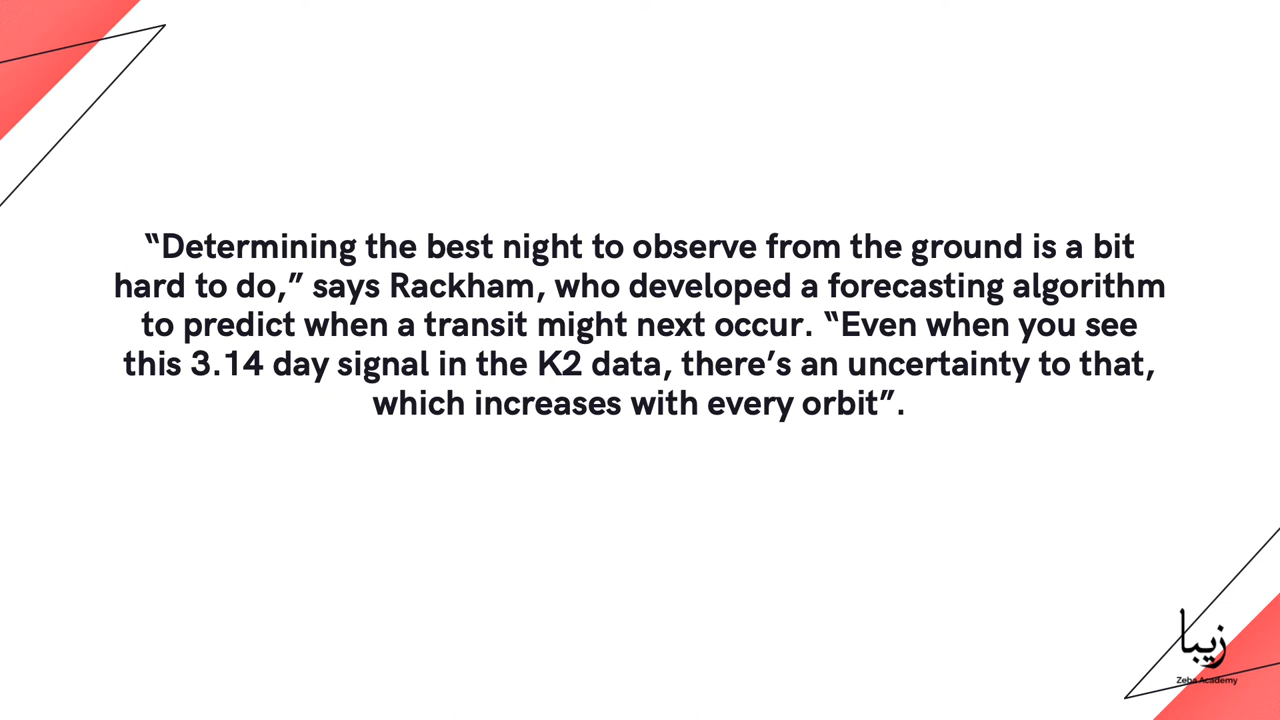 “Determining the best night to observe from the ground is a bit
hard to do,” says Rackham, who developed a forecasting algorithm
to predict when a transit might next occur. “Even when you see
this 3.14 day signal in the K2 data, there’s an uncertainty to that,
which increases with every orbit”.
زیبا
Zeba Academy